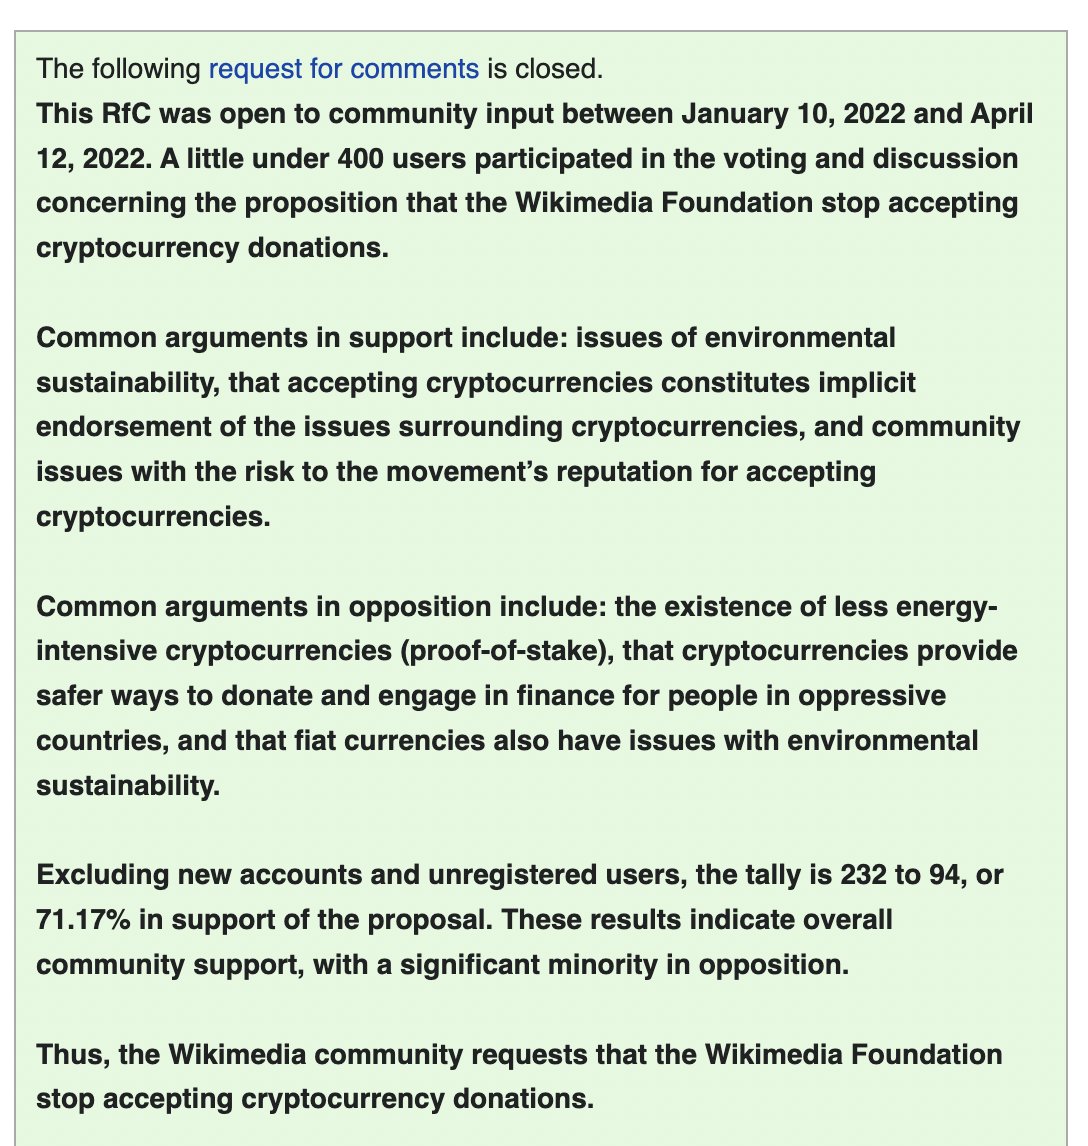 The following request for comments is closed.
This RfC was open to community input between January 10, 2022 and April
12, 2022. A little under 400 users participated in the voting and discussion
concerning the proposition that the Wikimedia Foundation stop accepting
cryptocurrency donations.
Common arguments in support include: issues of environmental
sustainability, that accepting cryptocurrencies constitutes implicit
endorsement of the issues surrounding cryptocurrencies, and community
issues with the risk to the movement’s reputation for accepting
cryptocurrencies.
Common arguments in opposition include: the existence of less energy-
intensive cryptocurrencies (proof-of-stake), that cryptocurrencies provide
safer ways to donate and engage in finance for people in oppressive
countries, and that fiat currencies also have issues with environmental
sustainability.
Excluding new accounts and unregistered users, the tally is 232 to 94, or
71.17% in support of the proposal. These results indicate overall
community support, with a significant minority in opposition.
Thus, the Wikimedia community requests that the Wikimedia Foundation
stop accepting cryptocurrency donations.